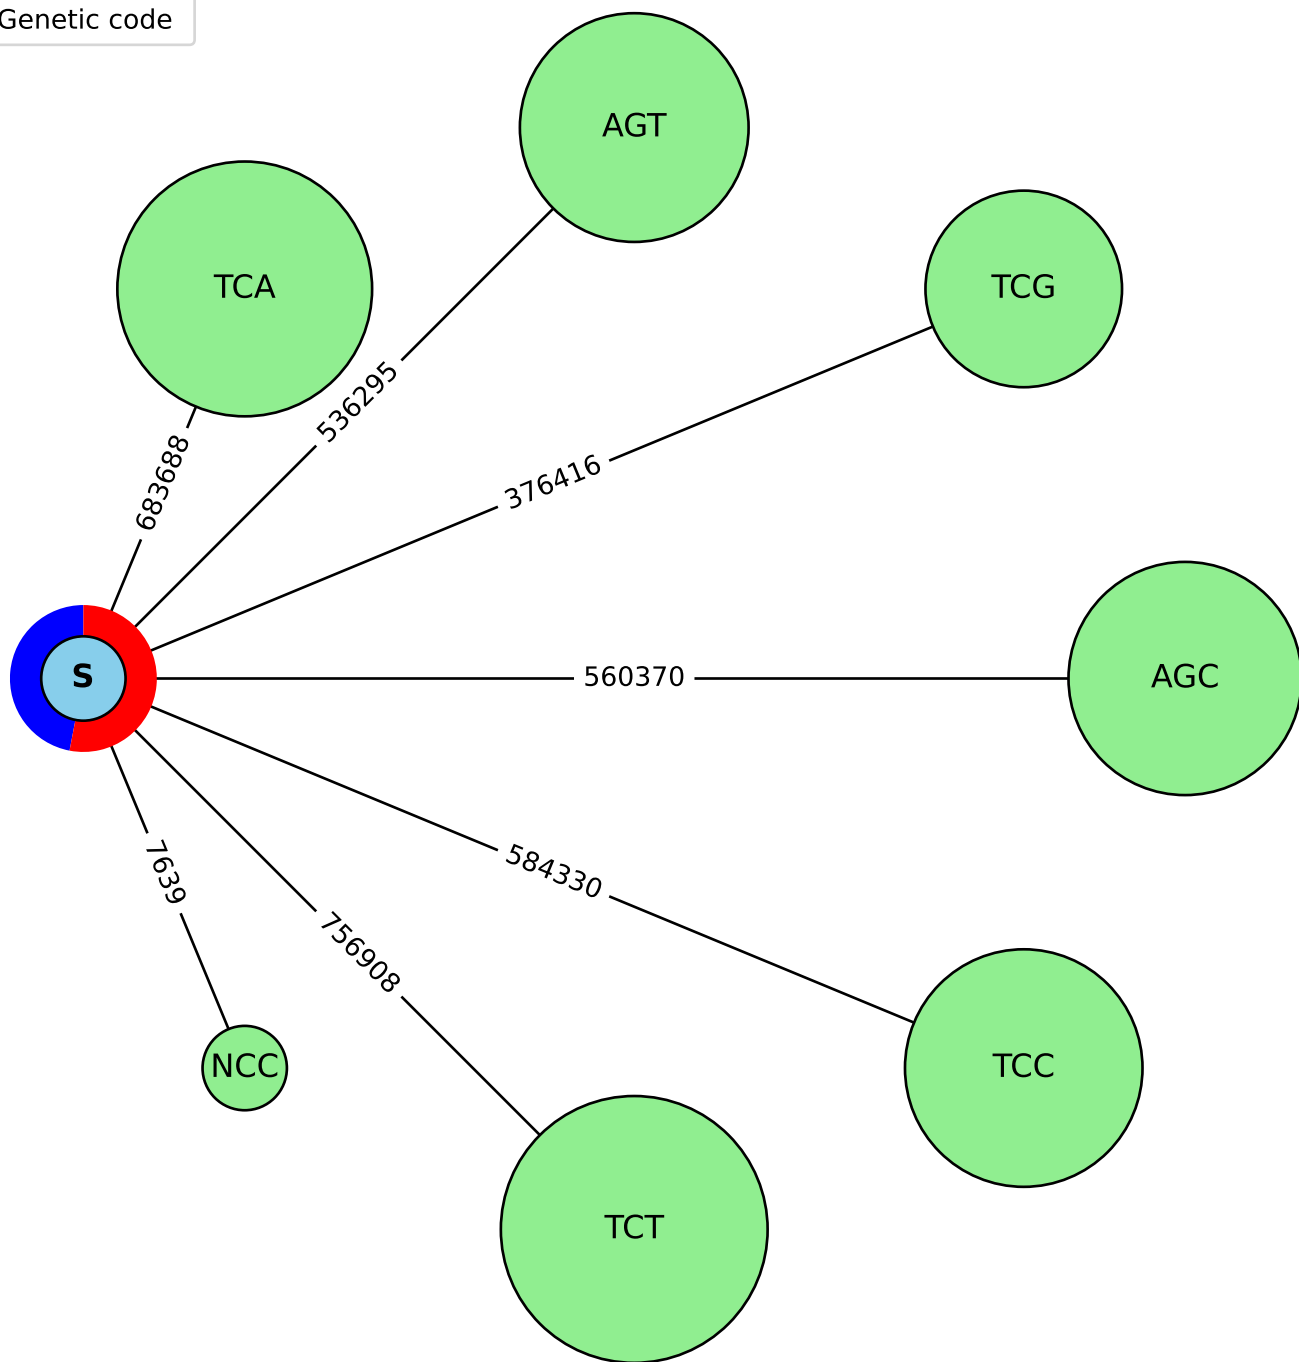 Genetic code
AGT
TCG
TCA
536295
376416
683688
S
560370
AGC
7639
584330
756908
NCC
TCC
TCT